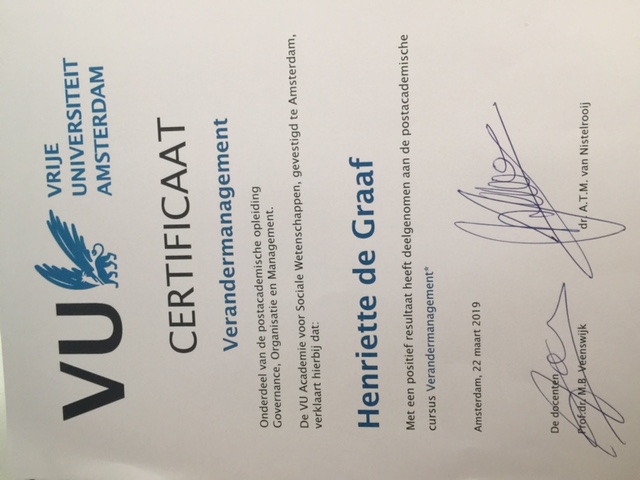 VU
VRIJE
UNIVERSITEIT
AMSTERDAM
CERTIFICAAT
Verandermanagement
Onderdeel van de postacademische opleiding
Governance, Organisatie en Management.
De VU Academie voor Sociale Wetenschappen, gevestigd te Amsterdam,
verklaart hierbij dat:
Henriette de Graaf
Met een positief resultaat heeft deelgenomen aan de postacademische
cursus Verandermanagement®
Amsterdam, 22 maart 2019
De docenten
Prof.dr. M.B. Veenswijk
dr. A.T.M. van Nistelrooij